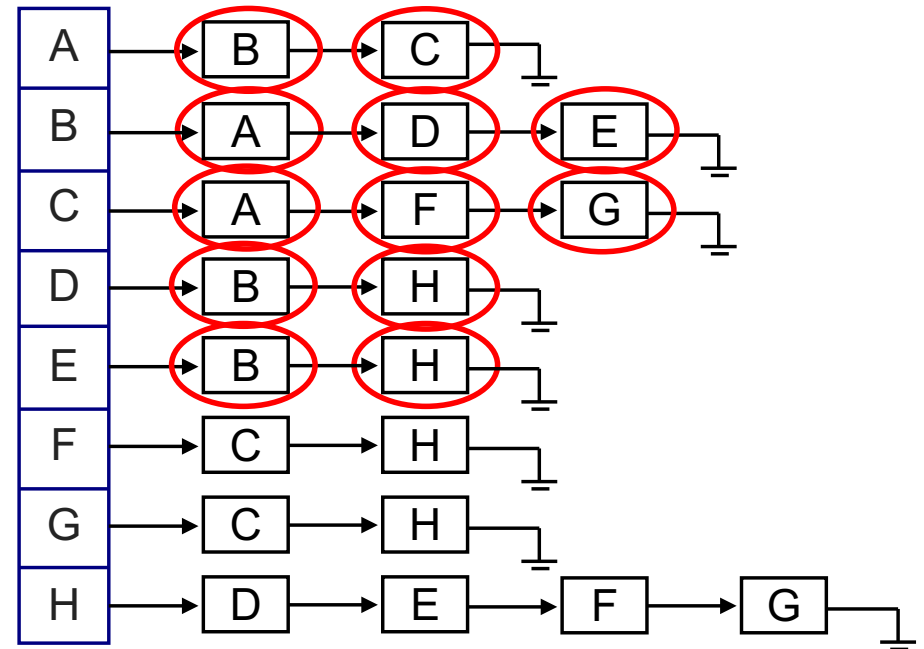 A B C
B A D E
C A F G
D B H
E B H
F C H
G C H
H D E F G